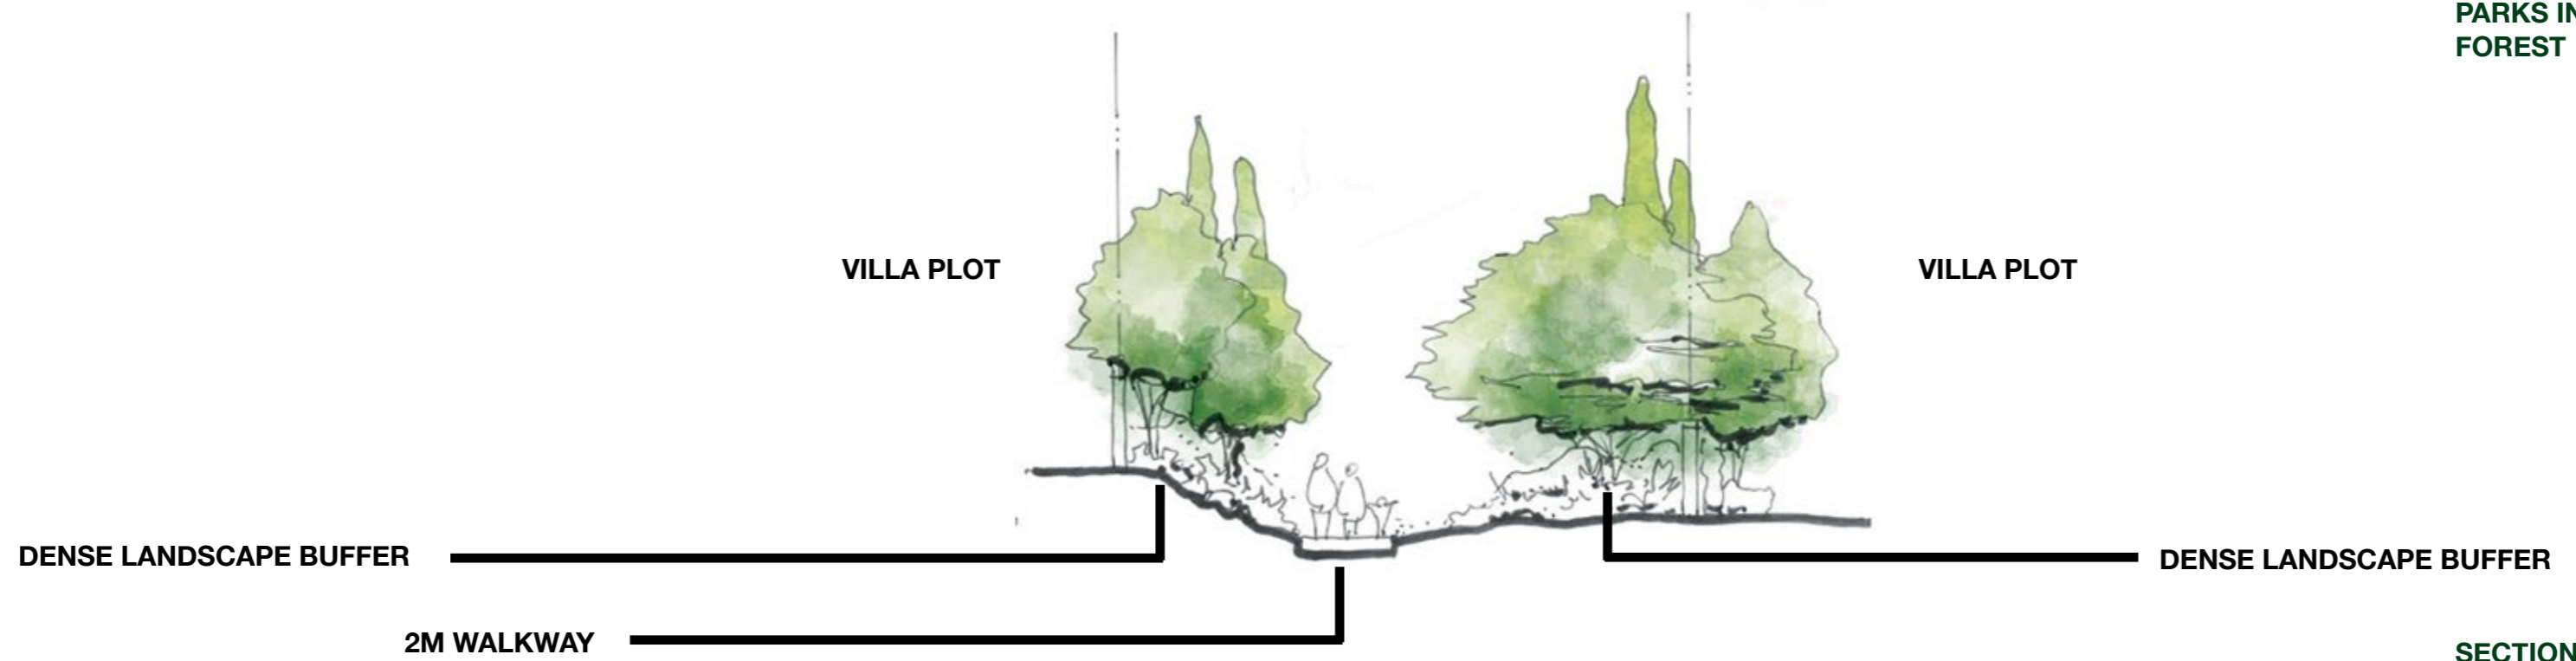 PARKS IN
FOREST
VILLA PLOT
VILLA PLOT
DENSE LANDSCAPE BUFFER
DENSE LANDSCAPE BUFFER
2M WALKWAY
SECTION